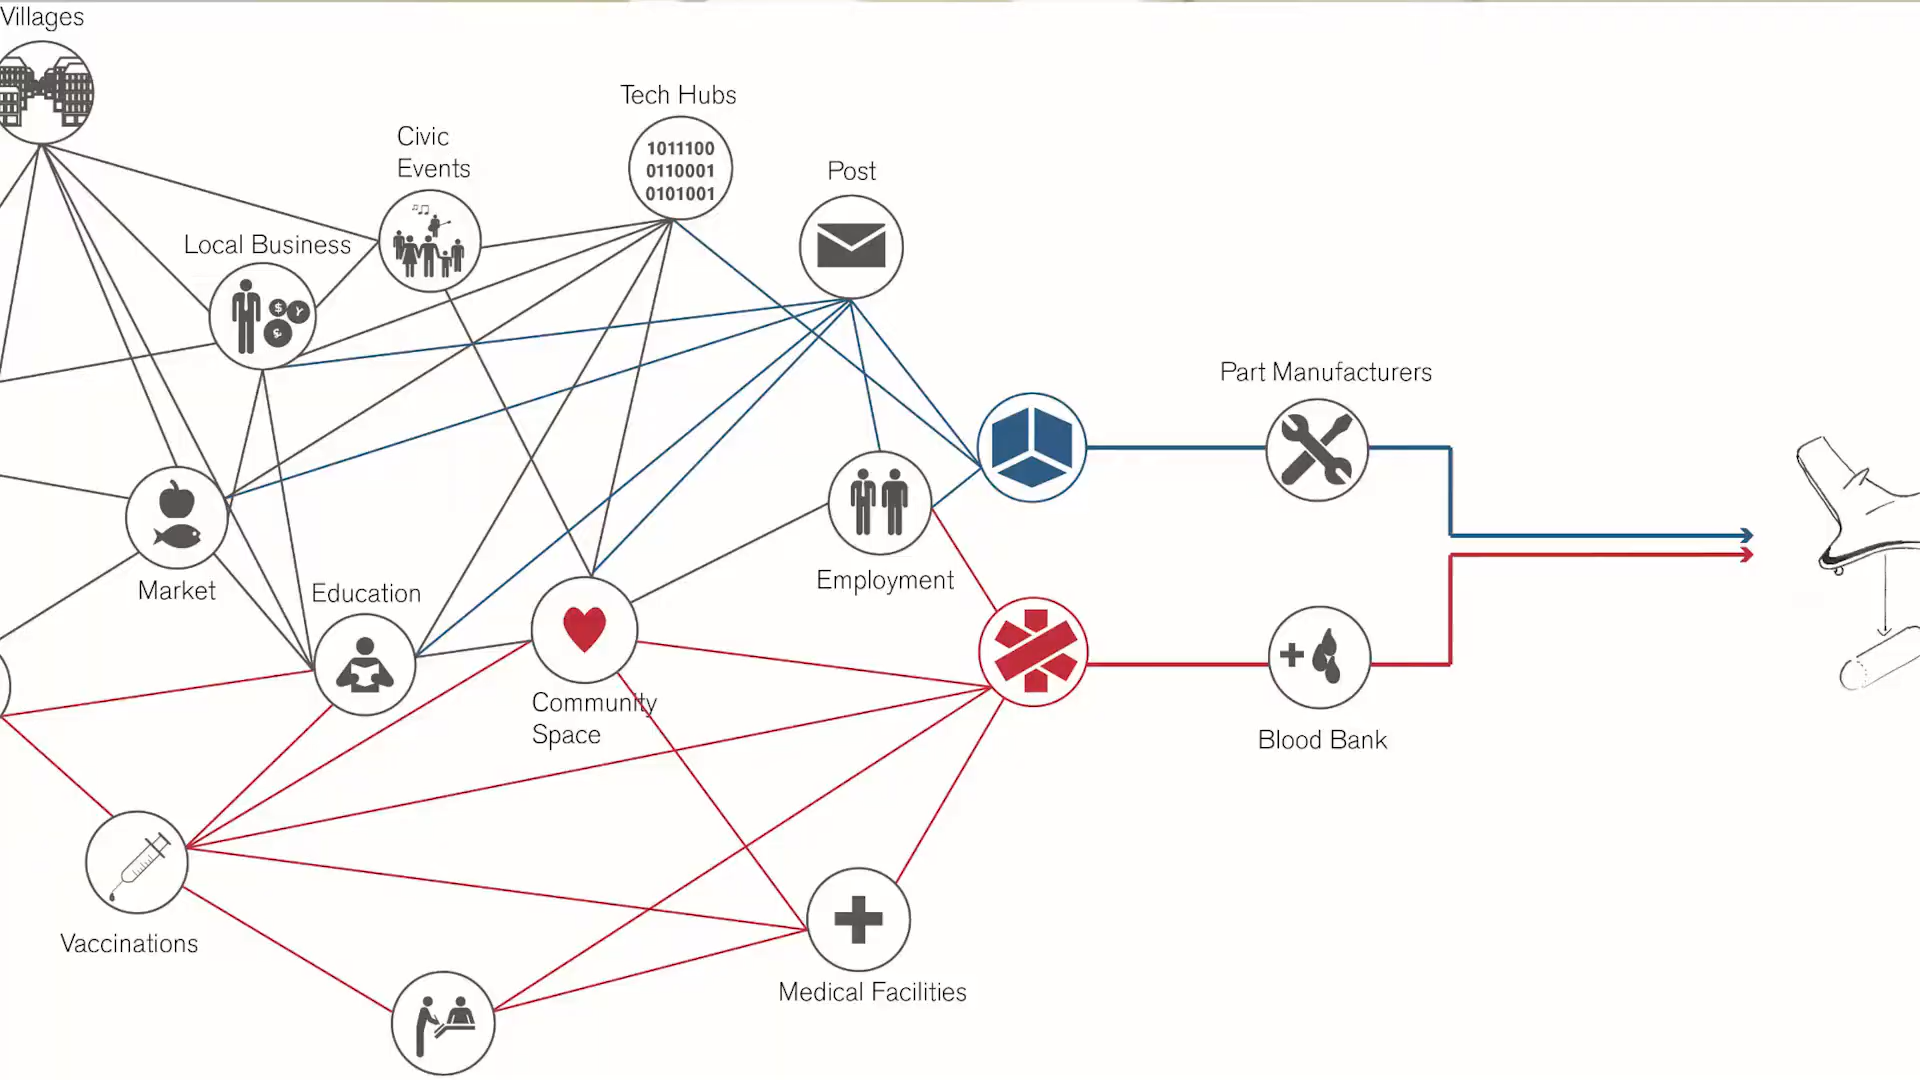 Villages
Tech Hubs
1011100
0110001
0101001
Civic
Events
Post
Local Business
$
Y
Part Manufacturers
Market
Education
Employment
Community
Space
Blood Bank
Vaccinations
Medical Facilities